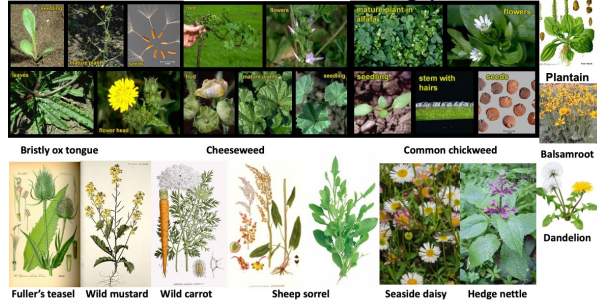 seedling
mature plant
seeds
root
flowers
mature plant in
alfalfa
flowers
leaves
flower head
fruit
mature plants
seedling
seedling
stem with
hairs
seeds
Plantain
Bristly ox tongue
Cheeseweed
Common chickweed
Balsamroot
Dandelion
Fuller's teasel
Wild mustard
Wild carrot
Sheep sorrel
Seaside daisy
Hedge nettle